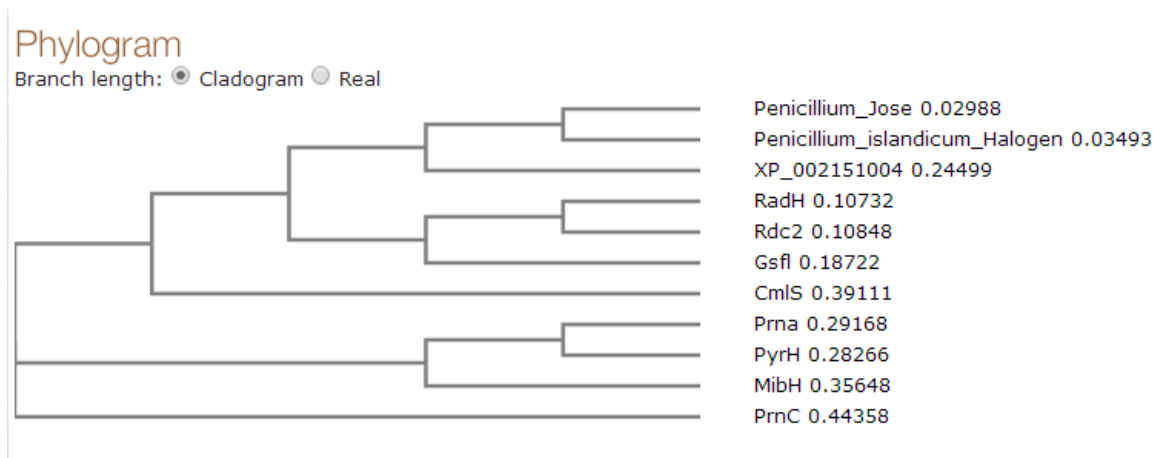 Phylogram
Branch length: Cladogram Real
Penicillium_Jose 0.02988
Penicillium_islandicum_Halogen 0.03493
XP_002151004 0.24499
RadH 0.10732
Rdc2 0.10848
Gsfl 0.18722
CmlS 0.39111
Prna 0.29168
PyrH 0.28266
MibH 0.35648
PrnC 0.44358